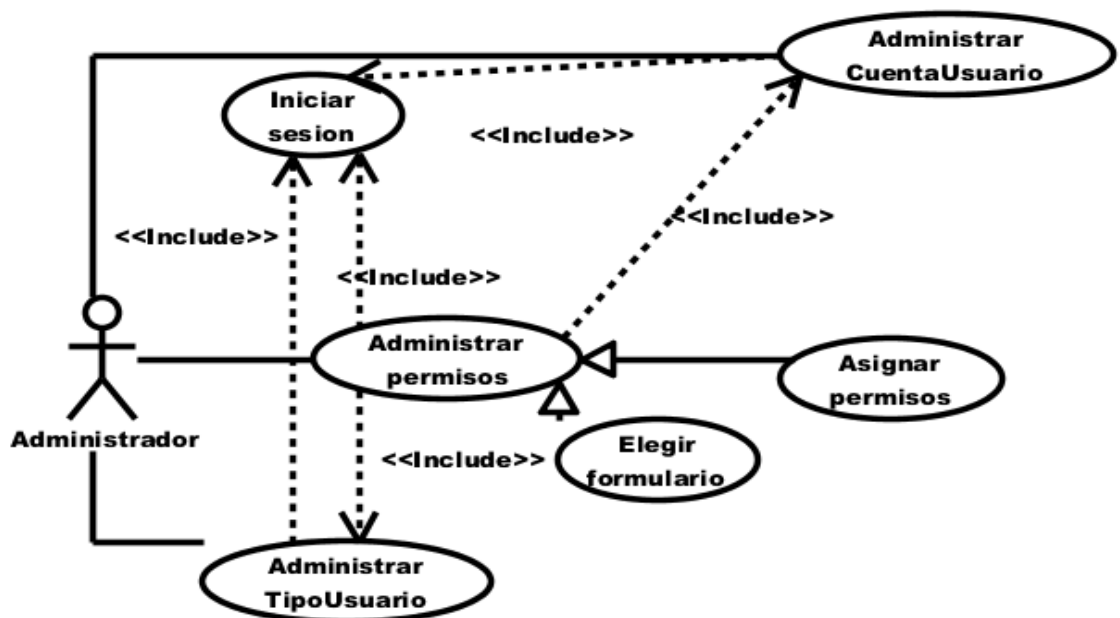 Administrar
CuentaUsuario
Iniciar
sesion
<<Include>>
<<Include>>
<<Include>>
<<Include>>
Administrar
permisos
Asignar
permisos
Administrador
<<Include>>
Elegir
formulario
Administrar
TipoUsuario